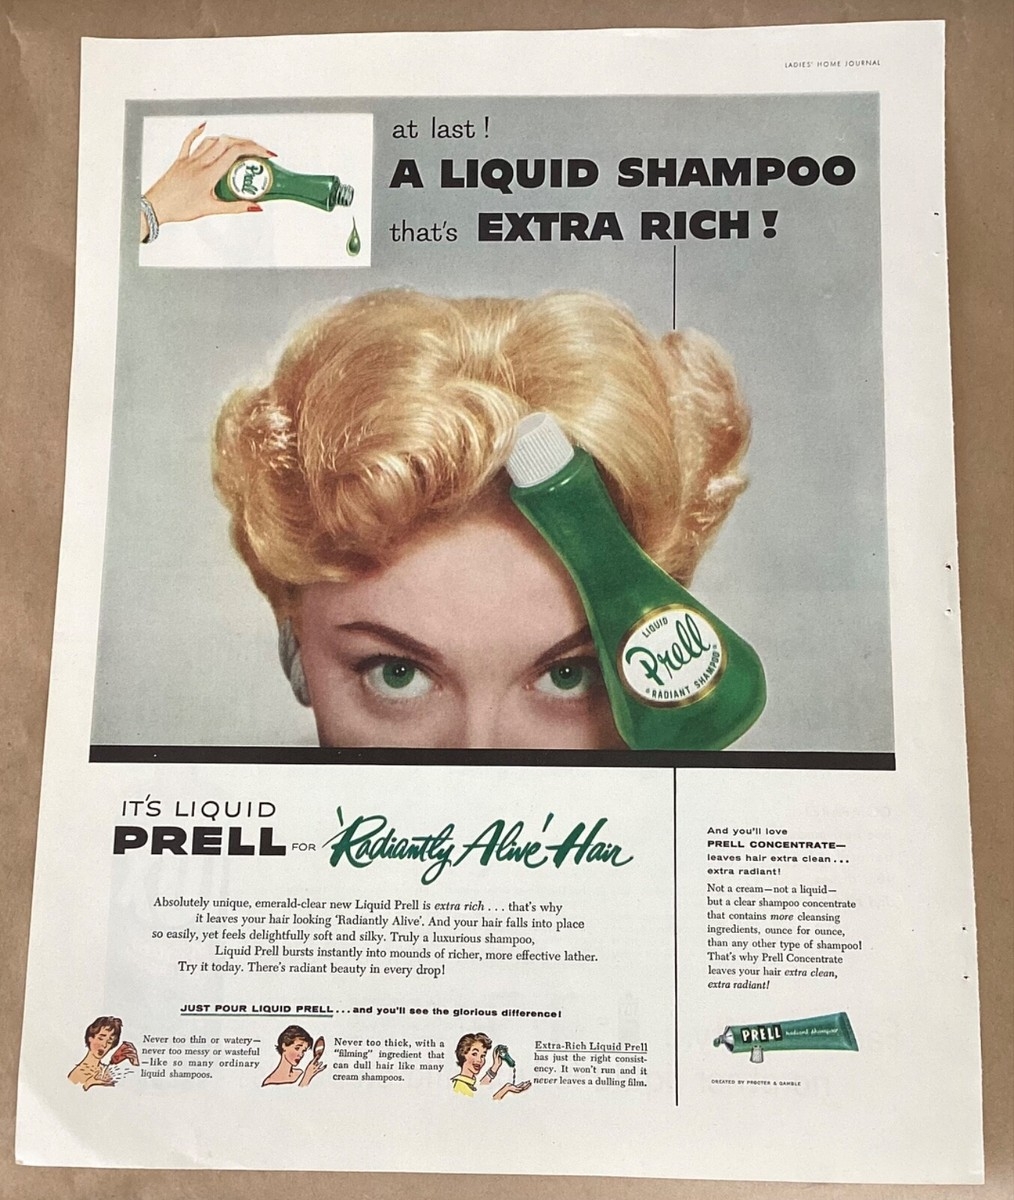 LADIES' HOME JOURNAL
at last!
A LIQUID SHAMPOO
that's EXTRA RICH!
Prell
LIQUID
Prell
RADIANT SHAMPOO
IT'S LIQUID
PRELL FOR 'Radiantly Alive' Hair
Absolutely unique, emerald-clear new Liquid Prell is extra rich . . . that's why
it leaves your hair looking 'Radiantly Alive'. And your hair falls into place
so easily, yet feels delightfully soft and silky. Truly a luxurious shampoo,
Liquid Prell bursts instantly into mounds of richer, more effective lather.
Try it today. There's radiant beauty in every drop!
JUST POUR LIQUID PRELL...and you'll see the glorious difference!
Never too thin or watery—
never too messy or wasteful
—like so many ordinary
liquid shampoos.
Never too thick, with a
"filming" ingredient that
can dull hair like many
cream shampoos.
Extra-Rich Liquid Prell
has just the right consist-
ency. It won't run and it
never leaves a dulling film.
And you'll love
PRELL CONCENTRATE—
leaves hair extra clean...
extra radiant!
Not a cream—not a liquid—
but a clear shampoo concentrate
that contains more cleansing
ingredients, ounce for ounce,
than any other type of shampoo!
That's why Prell Concentrate
leaves your hair extra clean,
extra radiant!
PRELL radiant shampoo
CREATED BY PROCTER & GAMBLE